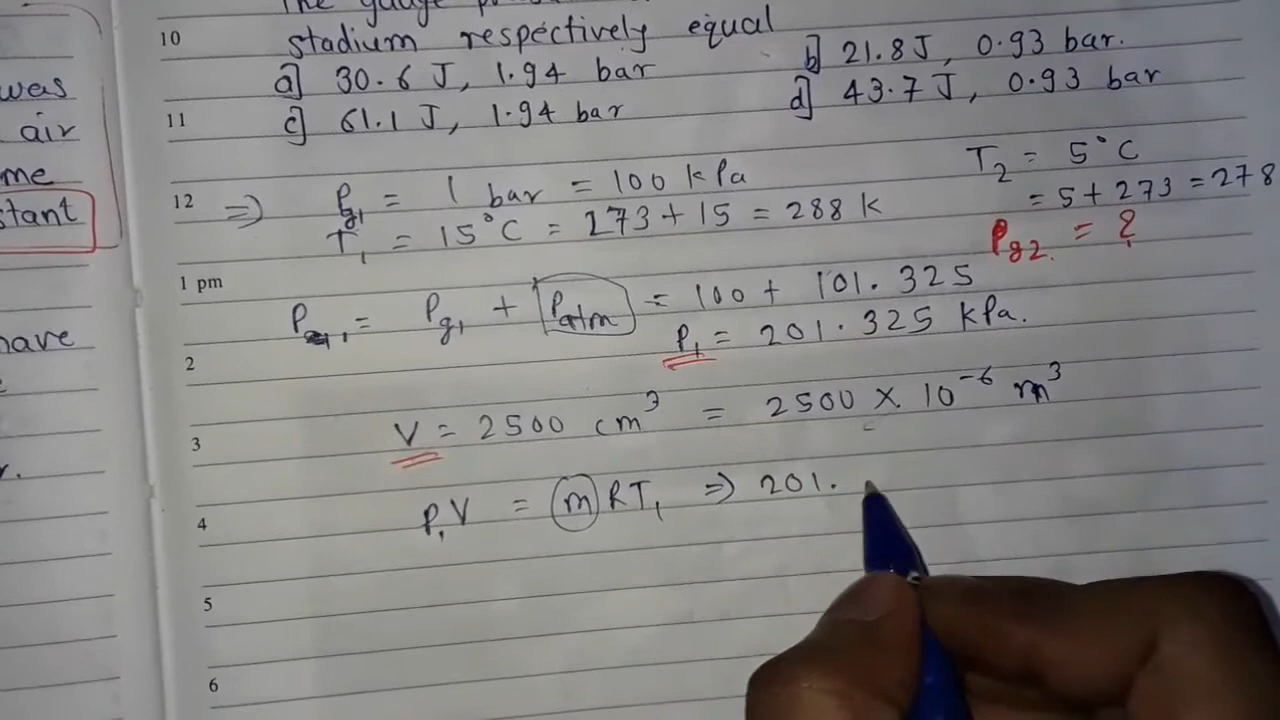 The gauge
10
stadium respectively equal
a] 30.6 J, 1.94 bar
b] 21.8 J, 0.93 bar.
11
c] 61.1 J, 1.94 bar
d] 43.7 J, 0.93 bar
was
air
me
stant
have
r.
12
=> Pg1 = 1 bar = 100 kPa
T2 = 5°C
T1 = 15°C = 273 + 15 = 288 k
= 5 + 273 = 278
Pg2. = ?
1 pm
P1 = Pg1 + Patm = 100 + 101.325
P1 = 201.325 kPa.
2
V = 2500 cm³ = 2500 × 10⁻⁶ m³
3
P1V = mRT1 => 201.
4
5
6